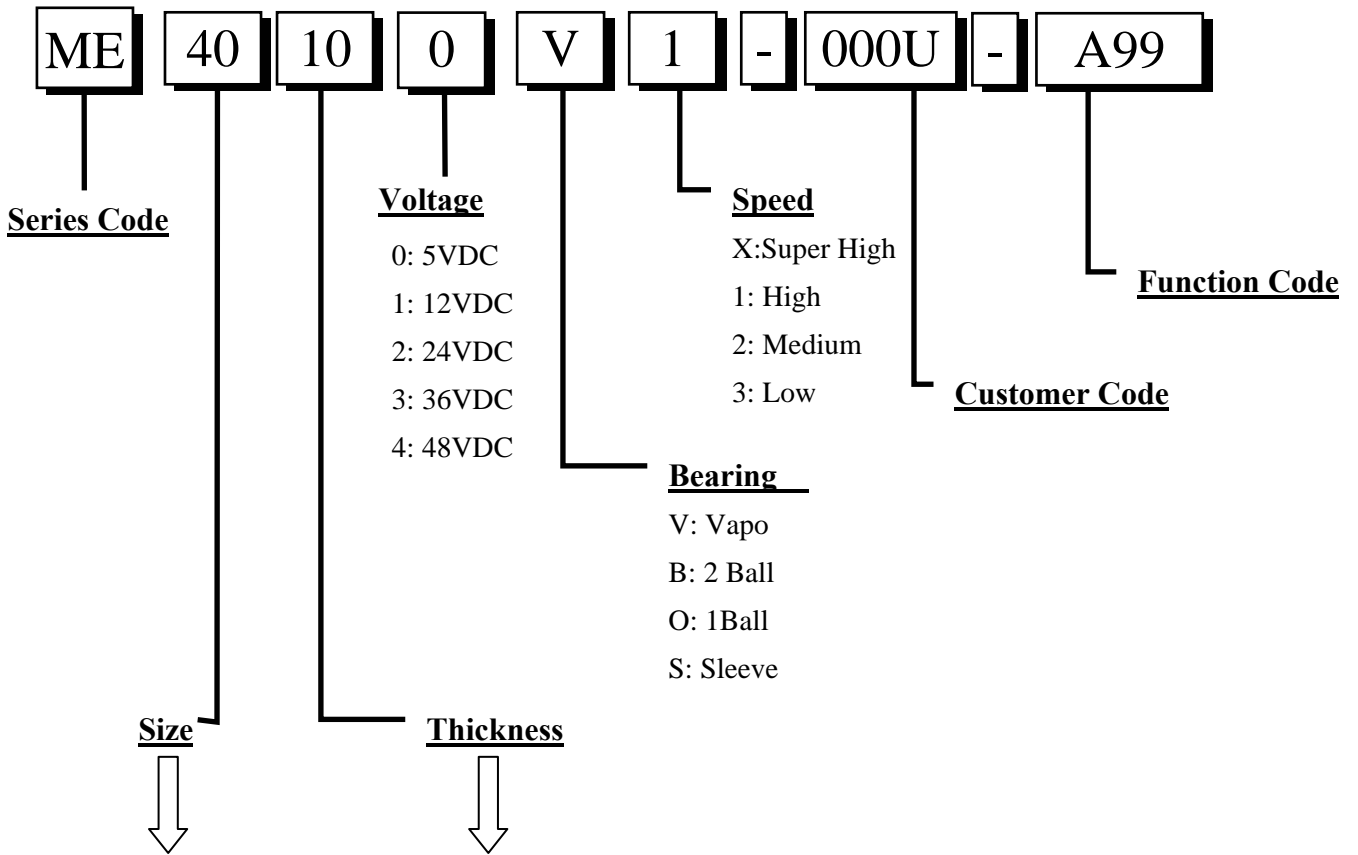 ME 40 10 0 V 1 - 000U - A99
Series Code
Voltage
0: 5VDC
1: 12VDC
2: 24VDC
3: 36VDC
4: 48VDC
Speed
X:Super High
1: High
2: Medium
3: Low
Function Code
Customer Code
Bearing
V: Vapo
B: 2 Ball
O: 1Ball
S: Sleeve
Size
Thickness